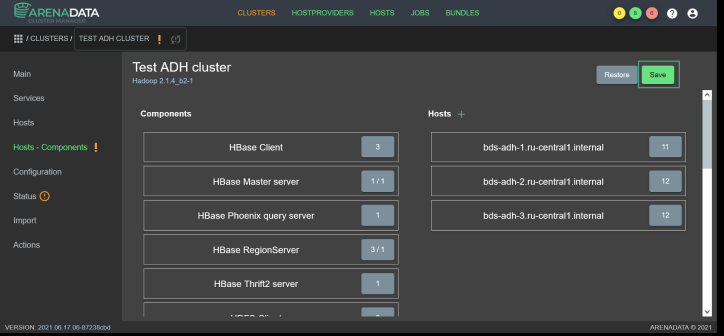 ARENADATA
CLUSTER MANAGER
CLUSTERS HOSTPROVIDERS HOSTS JOBS BUNDLES
0 8 6
/ CLUSTERS / TEST ADH CLUSTER
Main
Services
Hosts
Hosts - Components
Configuration
Status
Import
Actions
Test ADH cluster
Hadoop 2.1.4_b2-1
Restore Save
Components
HBase Client 3
HBase Master server 1 / 1
HBase Phoenix query server 1
HBase RegionServer 3 / 1
HBase Thrift2 server 1
Hosts +
bds-adh-1.ru-central1.internal 11
bds-adh-2.ru-central1.internal 12
bds-adh-3.ru-central1.internal 12
VERSION: 2021.06.17.06-87238cbd
ARENADATA © 2021